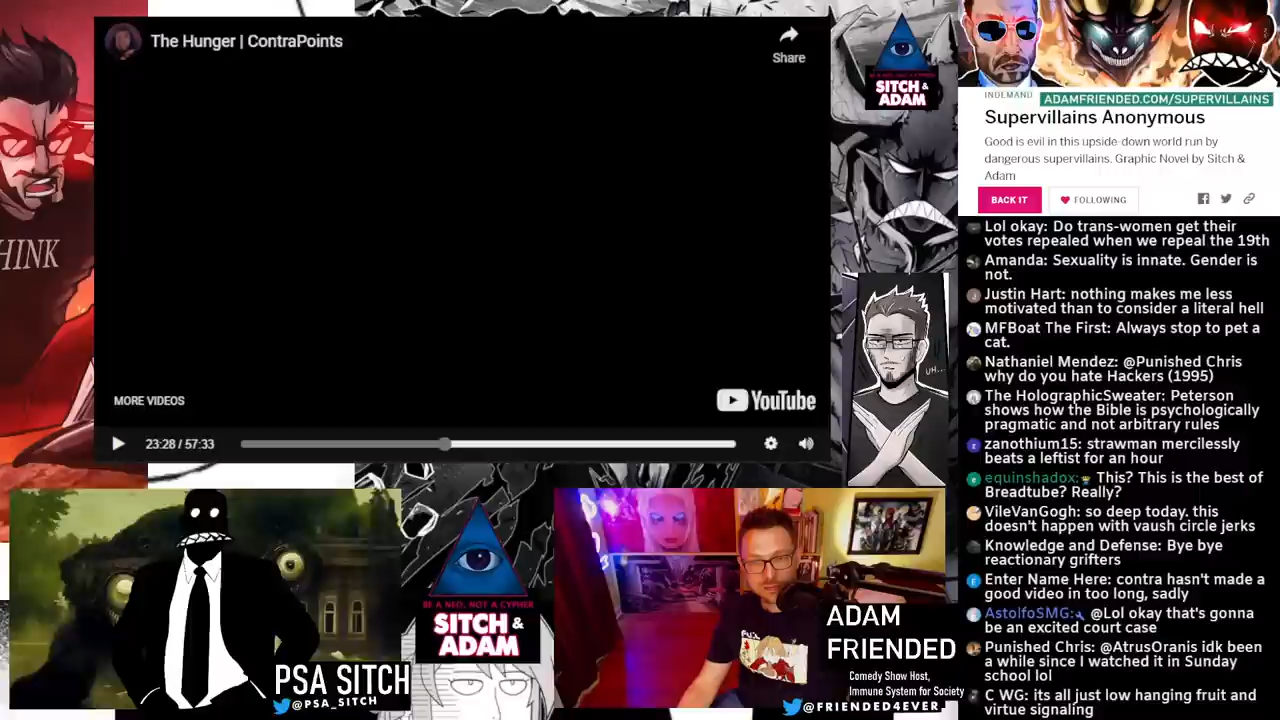 The Hunger | ContraPoints
Share
MORE VIDEOS
YouTube
23:28 / 57:33
HINK
BE A NEO, NOT A CYPHER
SITCH &
ADAM
UH...
INDEMAND
ADAMFRIENDED.COM/SUPERVILLAINS
Supervillains Anonymous
Good is evil in this upside-down world run by
dangerous supervillains. Graphic Novel by Sitch &
Adam
BACK IT
FOLLOWING
Lol okay: Do trans-women get their
votes repealed when we repeal the 19th
Amanda: Sexuality is innate. Gender is
not.
Justin Hart: nothing makes me less
motivated than to consider a literal hell
MFBoat The First: Always stop to pet a
cat.
Nathaniel Mendez: @Punished Chris
why do you hate Hackers (1995)
The HolographicSweater: Peterson
shows how the Bible is psychologically
pragmatic and not arbitrary rules
zanothium15: strawman mercilessly
beats a leftist for an hour
equinshadox: This? This is the best of
Breadtube? Really?
VileVanGogh: so deep today. this
doesn't happen with vaush circle jerks
Knowledge and Defense: Bye bye
reactionary grifters
Enter Name Here: contra hasn't made a
good video in too long, sadly
AstolfoSMG: @Lol okay that's gonna
be an excited court case
Punished Chris: @AtrusOranis idk been
a while since I watched it in Sunday
school lol
C WG: its all just low hanging fruit and
virtue signaling
PSA SITCH
@PSA_SITCH
BE A NEO, NOT A CYPHER
SITCH &
ADAM
ADAM
FRIENDED
Comedy Show Host,
Immune System for Society
@FRIENDED4EVER